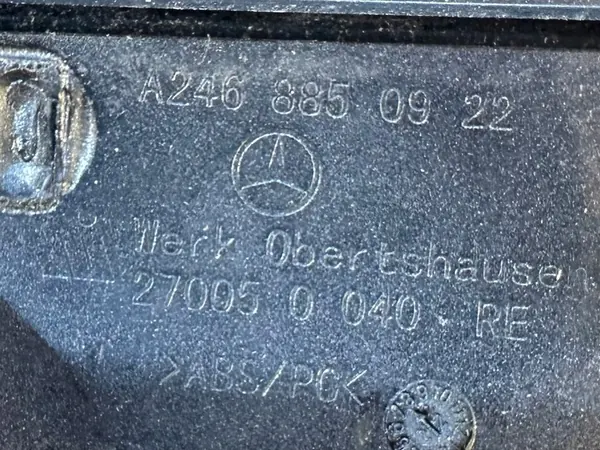 A246 885 09 22
Werk Obertshausen
27005 0 040 RE
>ABS/PC<